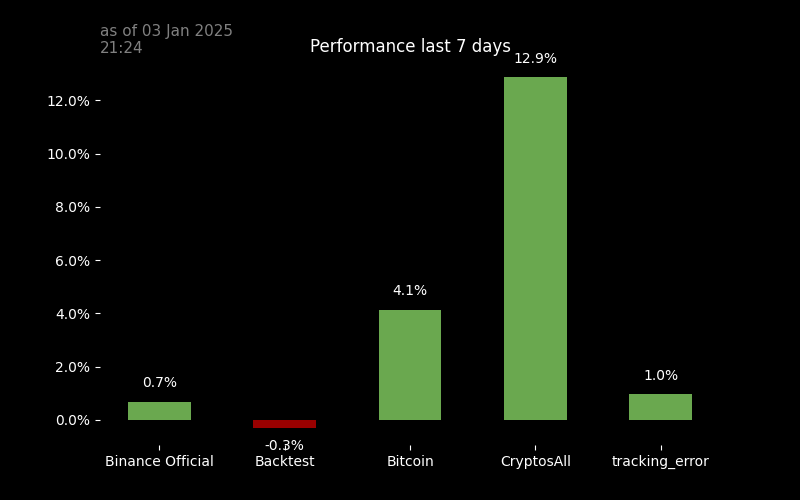 as of 03 Jan 2025
21:24
Performance last 7 days
12.9%
12.0%
10.0%
8.0%
6.0%
4.1%
4.0%
2.0%
1.0%
0.7%
0.0%
-0.3%
Binance Official
Backtest
Bitcoin
CryptosAll
tracking_error